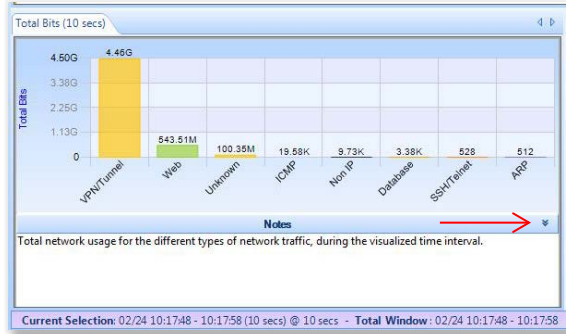 Total Bits (10 secs)
4.50G
4.46G
3.38G
2.25G
1.13G
0
Total Bits
543.51M
100.35M
19.58K
9.73K
3.38K
528
512
VPN/Tunnel
Web
Unknown
ICMP
Non IP
Database
SSH/Telnet
ARP
Notes
Total network usage for the different types of network traffic, during the visualized time interval.
Current Selection: 02/24 10:17:48 - 10:17:58 (10 secs) @ 10 secs - Total Window : 02/24 10:17:48 - 10:17:58